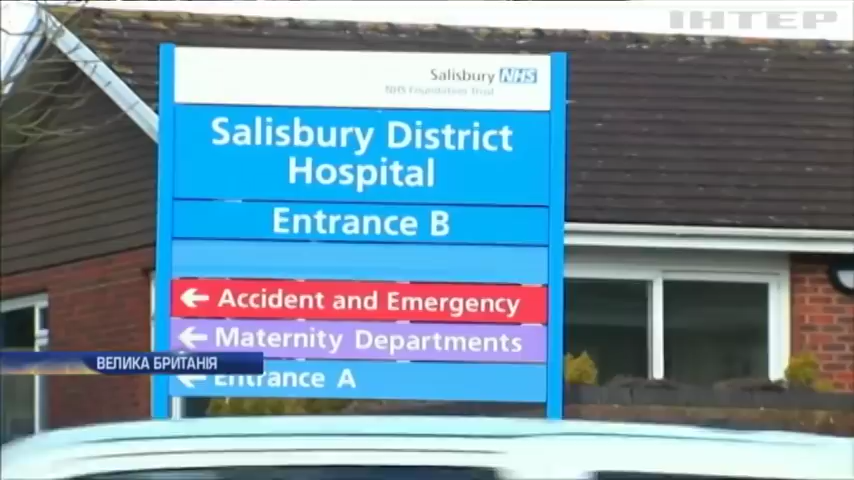 ІНТЕР
Salisbury NHS
NHS Foundation Trust
Salisbury District
Hospital
Entrance B
← Accident and Emergency
← Maternity Departments
← Entrance A
ВЕЛИКА БРИТАНІЯ